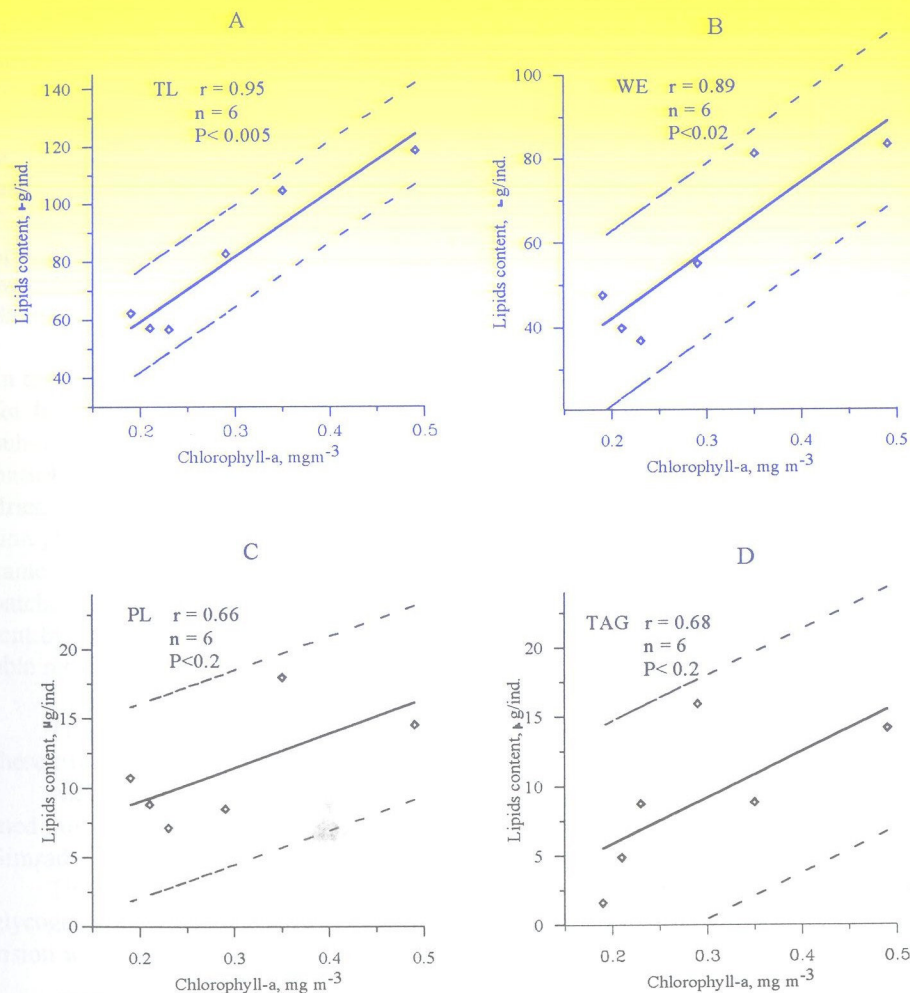 A
TL r = 0.95
n = 6
P< 0.005
Lipids content, µg/ind.
140
120
100
80
60
40
0.2 0.3 0.4 0.5
Chlorophyll-a, mgm-3
B
WE r = 0.89
n = 6
P<0.02
Lipids content, µg/ind.
100
80
60
40
0.2 0.3 0.4 0.5
Chlorophyll-a, mg m-3
C
PL r = 0.66
n = 6
P<0.2
Lipids content, µg/ind.
20
15
10
5
0
0.2 0.3 0.4 0.5
Chlorophyll-a, mg m-3
D
TAG r = 0.68
n = 6
P< 0.2
Lipids content, µg/ind.
20
15
10
5
0
0.2 0.3 0.4 0.5
Chlorophyll-a, mg m-3